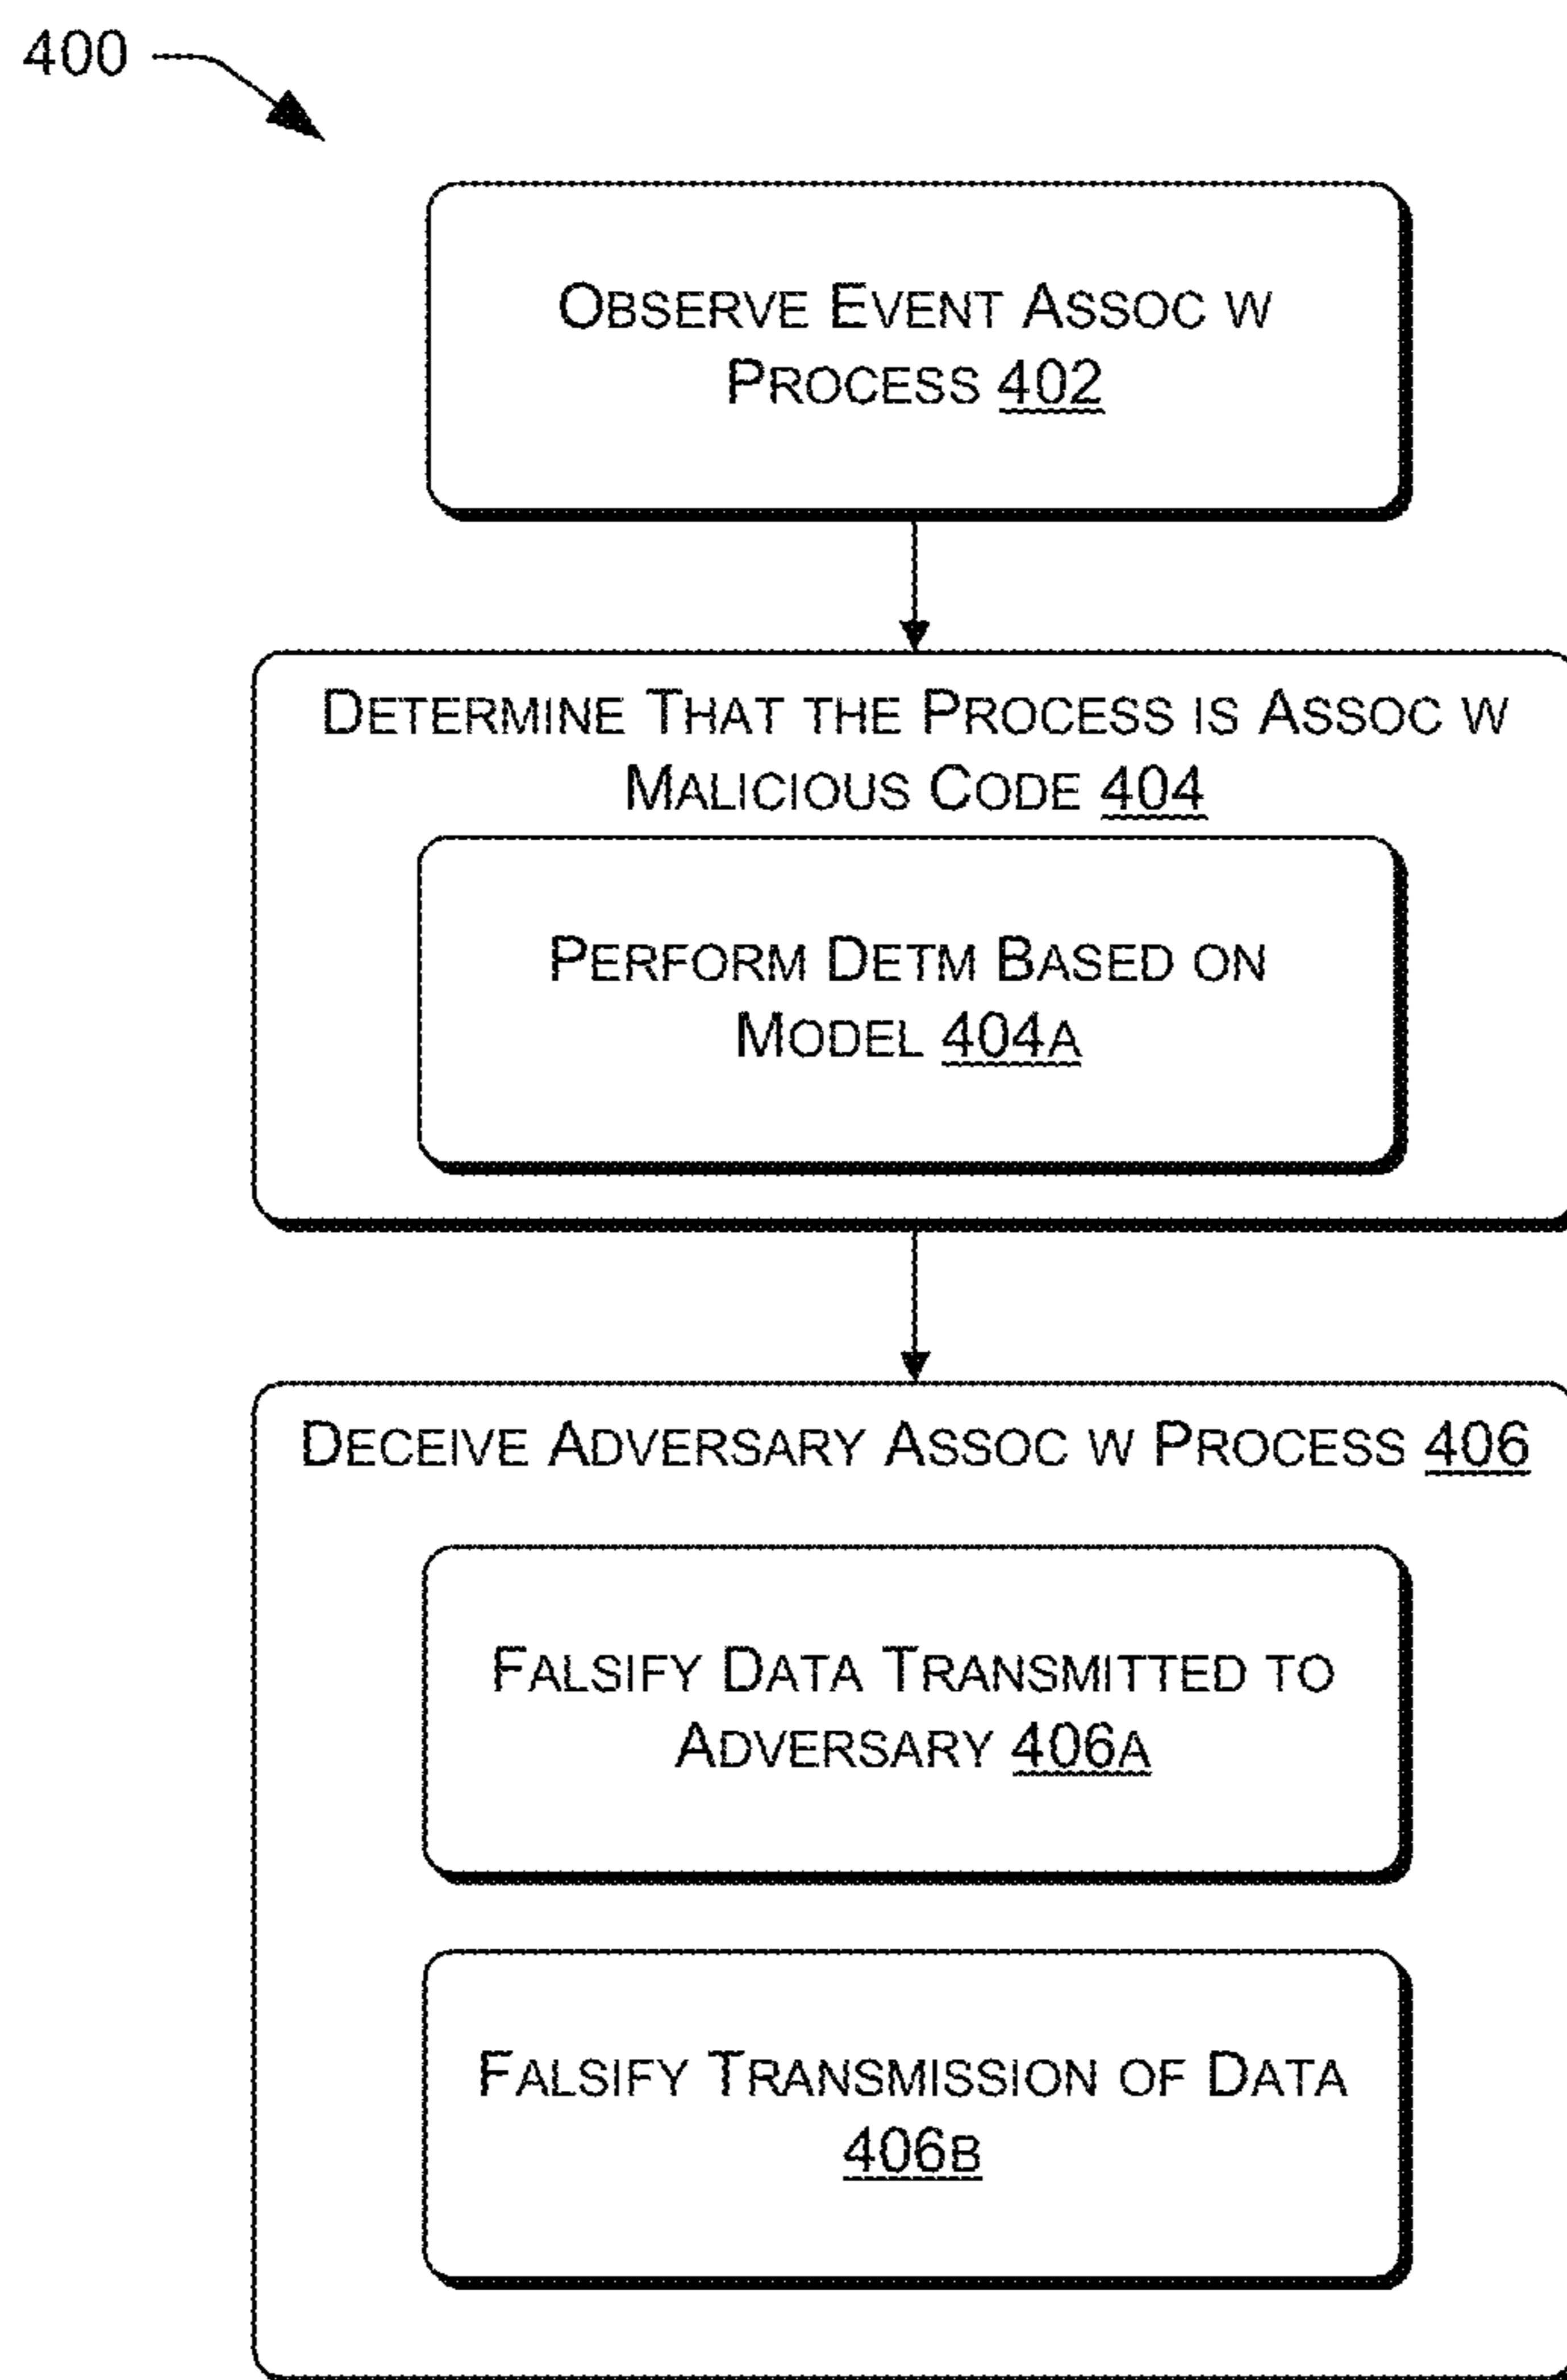 400
OBSERVE EVENT ASSOC W
PROCESS 402
DETERMINE THAT THE PROCESS IS ASSOC W
MALICIOUS CODE 404
PERFORM DETM BASED ON
MODEL 404A
DECEIVE ADVERSARY ASSOC W PROCESS 406
FALSIFY DATA TRANSMITTED TO
ADVERSARY 406A
FALSIFY TRANSMISSION OF DATA
406B